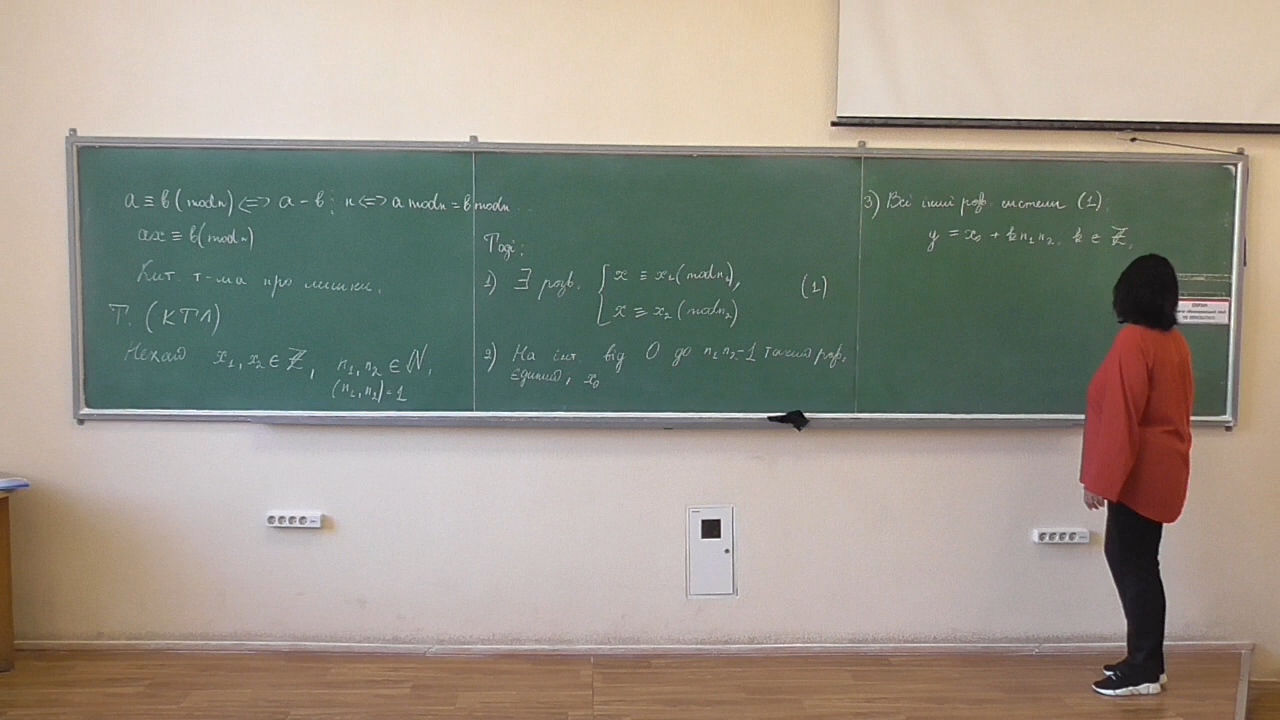 a ≡ b (mod n) <=> a - b ⋮ n <=> a mod n = b mod n
ax ≡ b (mod n)
Кит. т-ма про лишки.
Т. (КТЛ)
Нехай x₁, x₂ ∈ ℤ, n₁, n₂ ∈ ℕ,
(n₁, n₂) = 1
Тоді:
1) ∃ розв. { x ≡ x₁ (mod n₁), (1)
x ≡ x₂ (mod n₂)
2) На інт. від 0 до n₁n₂-1 такий розв.
єдиний, x₀
3) Всі інші розв. системи (1):
y = x₀ + k n₁ n₂, k ∈ ℤ.